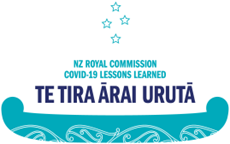 NZ ROYAL COMMISSION
COVID-19 LESSONS LEARNED
TE TIRA ĀRAI URUTĀ